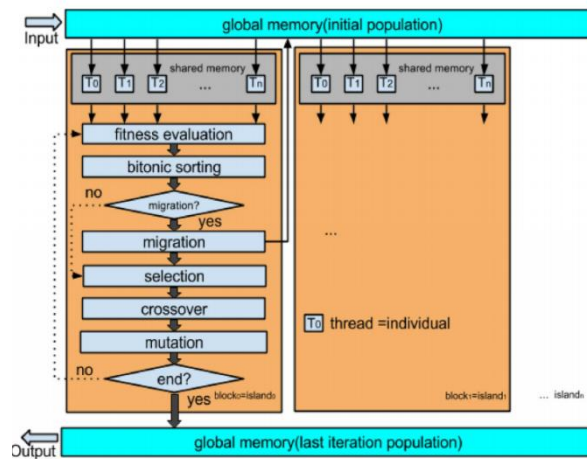 Input
global memory(initial population)
shared memory
T0 T1 T2 ... Tn
shared memory
T0 T1 T2 ... Tn
fitness evaluation
bitonic sorting
no
migration?
yes
migration
...
selection
crossover
T0 thread =individual
mutation
no
end?
yes
block0=island0
block1=island1
... islandn
Output
global memory(last iteration population)